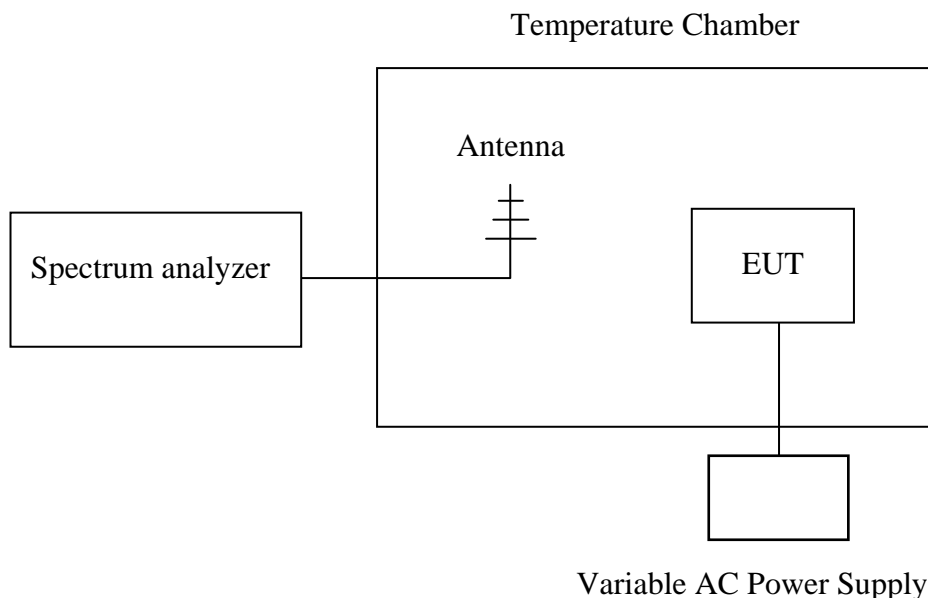 Temperature Chamber
Antenna
Spectrum analyzer
EUT
Variable AC Power Supply